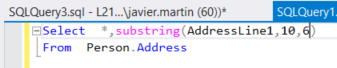 SQLQuery3.sql - L21...\javier.martin (60))* SQLQuery1.
Select *,substring(AddressLine1,10,6)
From Person.Address